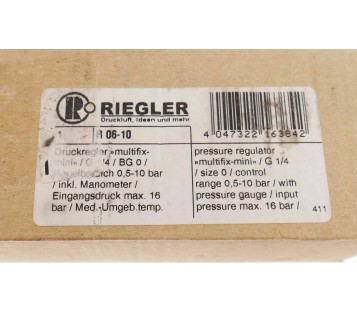 RIEGLER
Druckluft, Ideen und mehr
R 06-10
4 047322 163842
Druckregler »multifix-
mini« / G 1/4 / BG 0 /
0,5-10 bar
/ inkl. Manometer /
Eingangsdruck max. 16
bar / Med.-Umgeb.temp.
pressure regulator
»multifix-mini« / G 1/4
/ size 0 / control
range 0,5-10 bar / with
pressure gauge / input
pressure max. 16 bar /
411